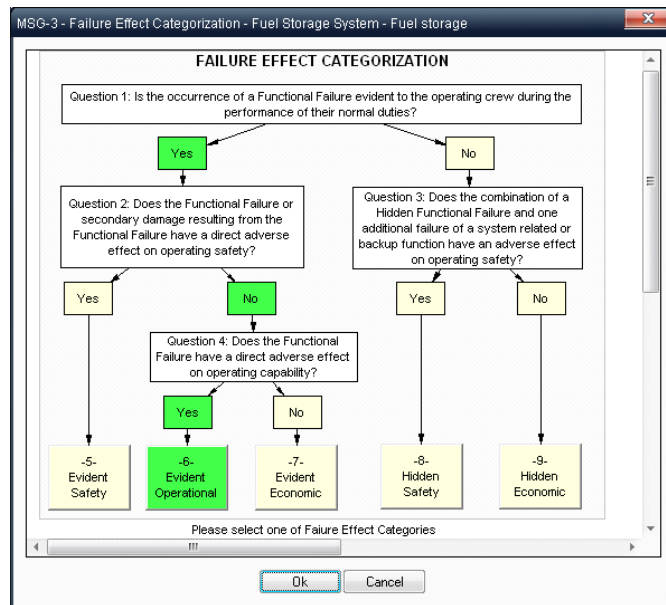 MSG-3 - Failure Effect Categorization - Fuel Storage System - Fuel storage
FAILURE EFFECT CATEGORIZATION
Question 1: Is the occurrence of a Functional Failure evident to the operating crew during the
performance of their normal duties?
Yes
No
Question 2: Does the Functional Failure or
secondary damage resulting from the
Functional Failure have a direct adverse
effect on operating safety?
Question 3: Does the combination of a
Hidden Functional Failure and one
additional failure of a system related or
backup function have an adverse effect
on operating safety?
Yes
No
Yes
No
Question 4: Does the Functional
Failure have a direct adverse effect
on operating capability?
Yes
No
-5-
Evident
Safety
-6-
Evident
Operational
-7-
Evident
Economic
-8-
Hidden
Safety
-9-
Hidden
Economic
Please select one of Faiure Effect Categories
Ok
Cancel